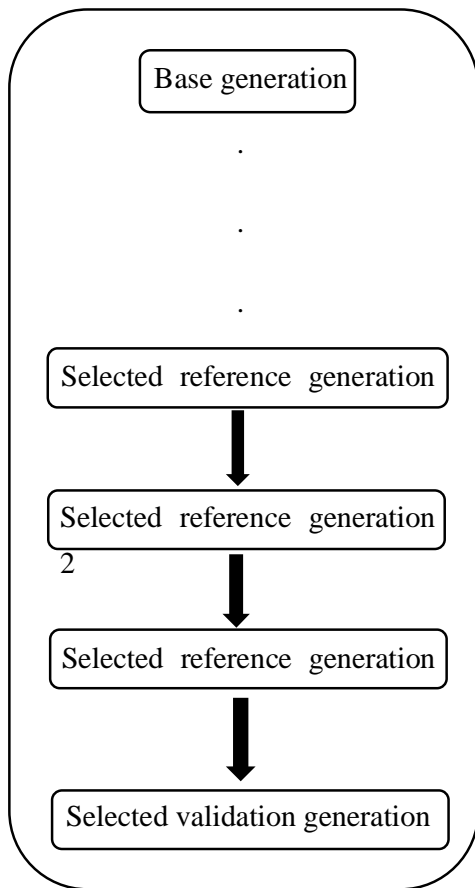 Base generation
.
.
.
Selected reference generation
Selected reference generation
2
Selected reference generation
Selected validation generation